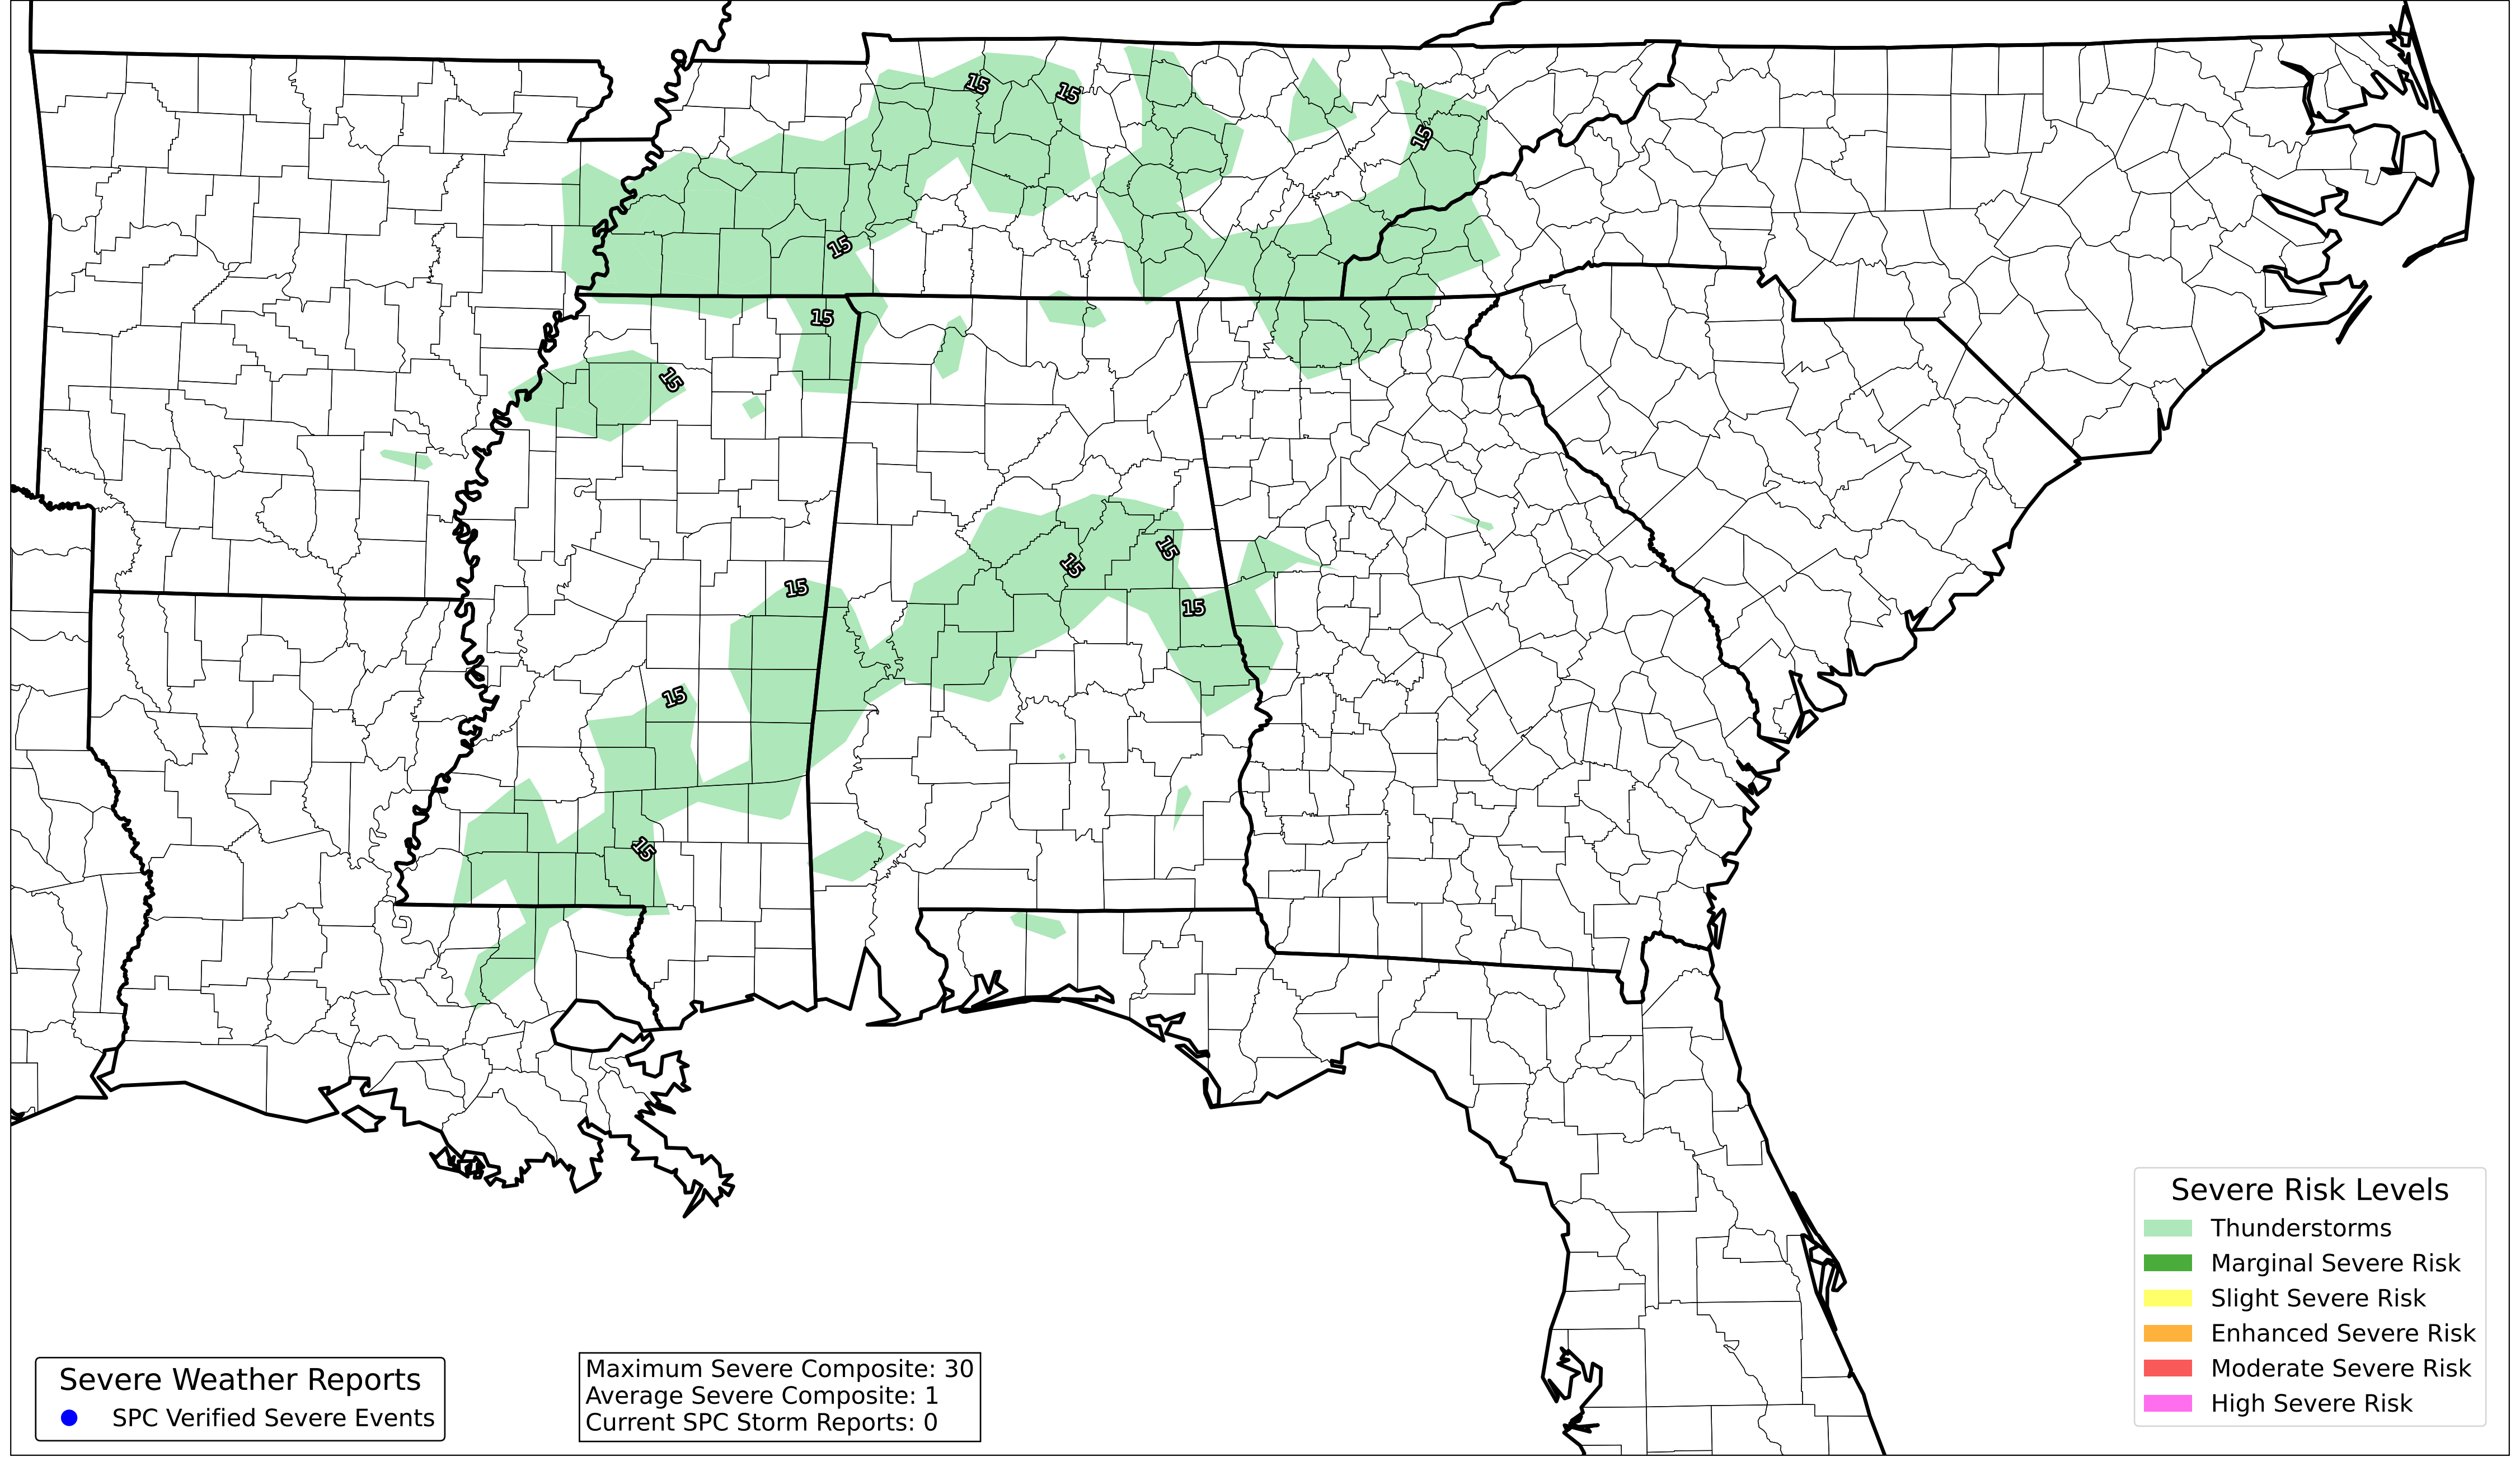 15
15
15
15
15
15
15
15
15
15
15
15
Severe Risk Levels
Thunderstorms
Marginal Severe Risk
Slight Severe Risk
Enhanced Severe Risk
Moderate Severe Risk
High Severe Risk
Severe Weather Reports
SPC Verified Severe Events
Maximum Severe Composite: 30
Average Severe Composite: 1
Current SPC Storm Reports: 0